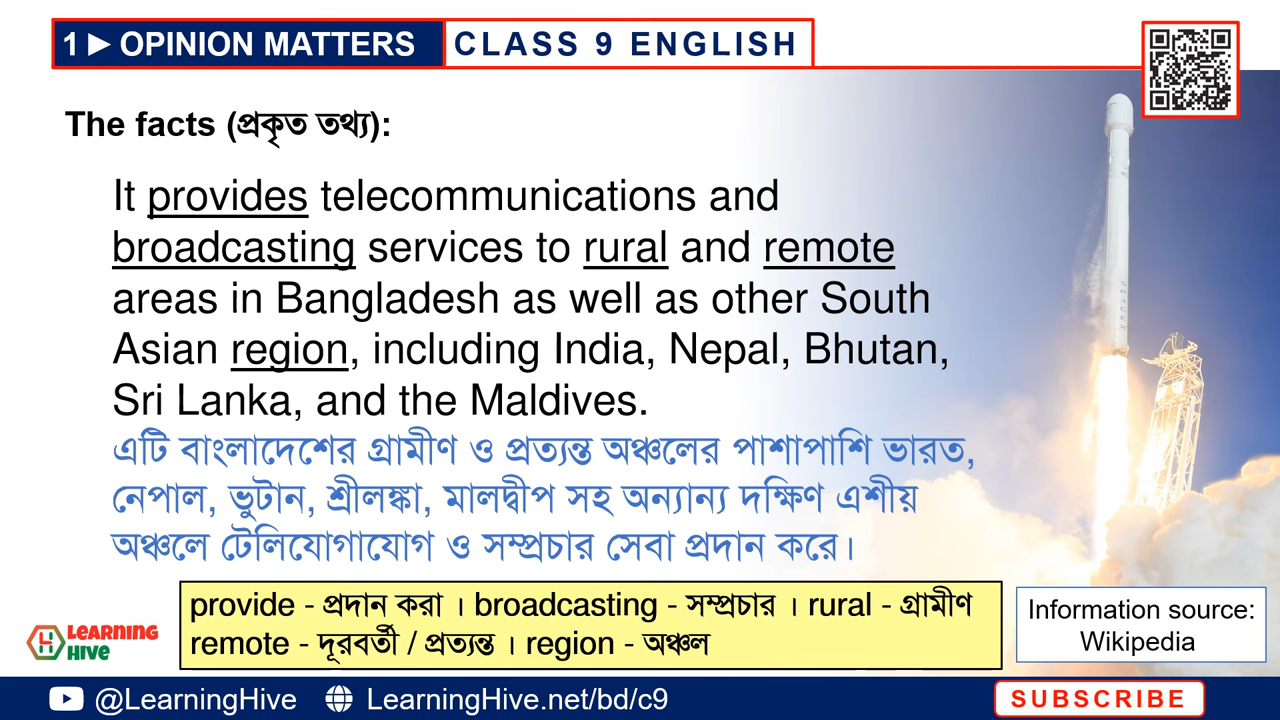 1 ► OPINION MATTERS CLASS 9 ENGLISH
The facts (প্রকৃত তথ্য):
It provides telecommunications and
broadcasting services to rural and remote
areas in Bangladesh as well as other South
Asian region, including India, Nepal, Bhutan,
Sri Lanka, and the Maldives.
এটি বাংলাদেশের গ্রামীণ ও প্রত্যন্ত অঞ্চলের পাশাপাশি ভারত,
নেপাল, ভুটান, শ্রীলঙ্কা, মালদ্বীপ সহ অন্যান্য দক্ষিণ এশীয়
অঞ্চলে টেলিযোগাযোগ ও সম্প্রচার সেবা প্রদান করে।
provide - প্রদান করা । broadcasting - সম্প্রচার । rural - গ্রামীণ
remote - দূরবর্তী / প্রত্যন্ত । region - অঞ্চল
Information source:
Wikipedia
LEARNING
HIVE
@LearningHive LearningHive.net/bd/c9 SUBSCRIBE